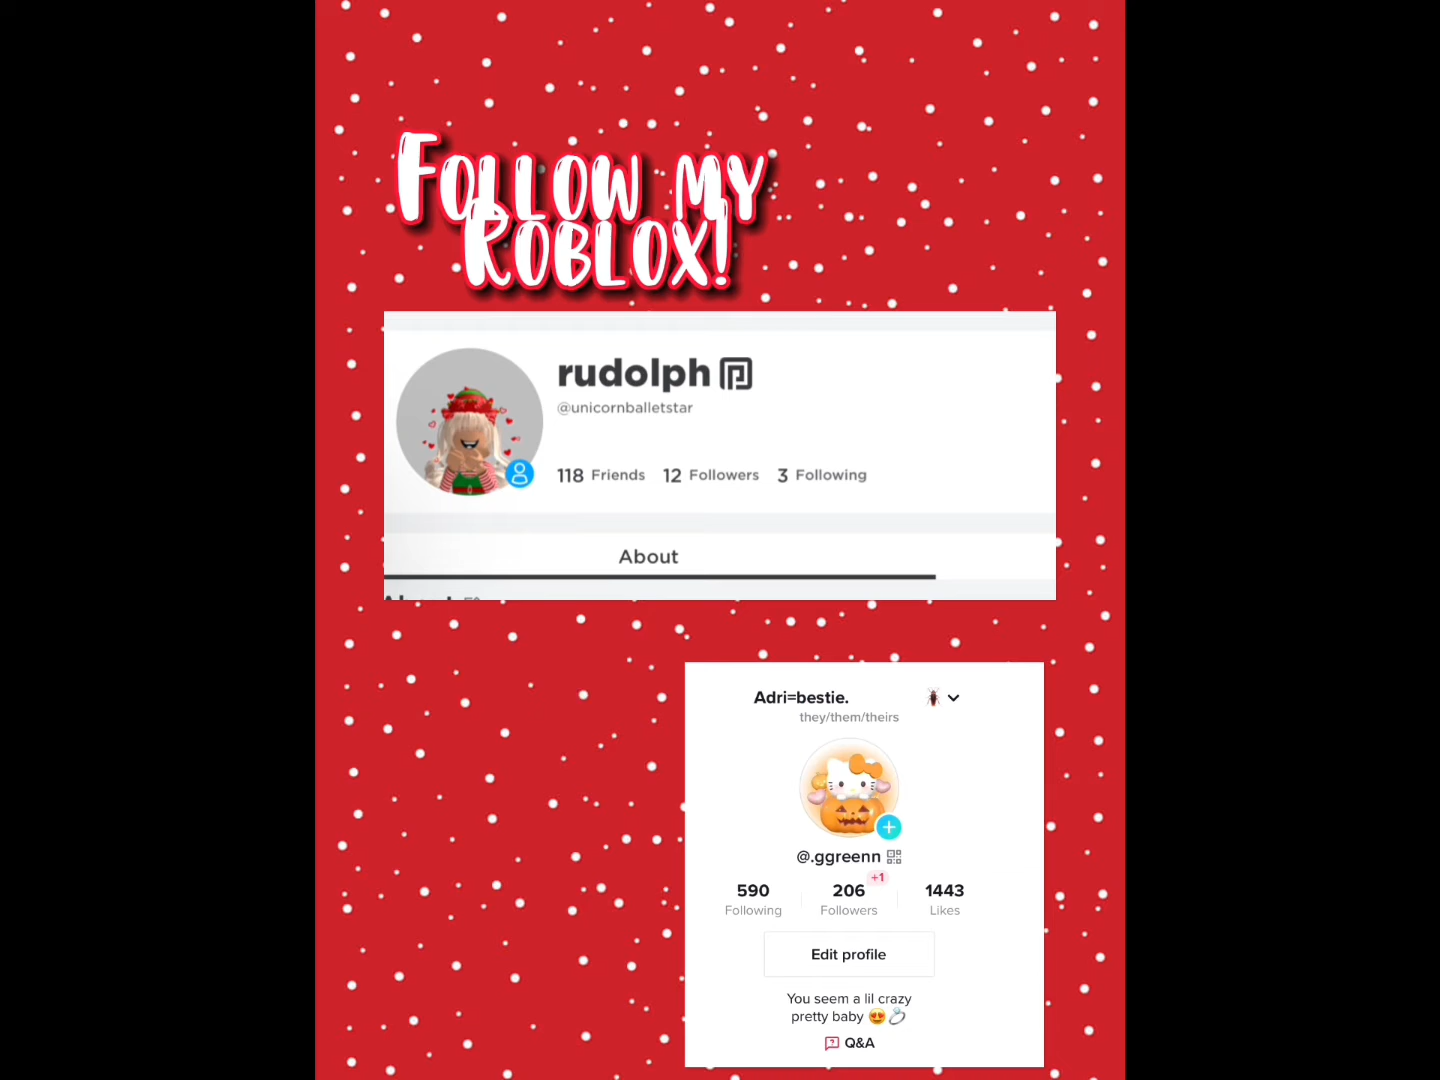 Follow my
Roblox!
rudolph
@unicornballetstar
118 Friends 12 Followers 3 Following
About
Adri=bestie.
they/them/theirs
@.ggreenn
+1
590 206 1443
Following Followers Likes
Edit profile
You seem a lil crazy
pretty baby 😍💍
Q&A